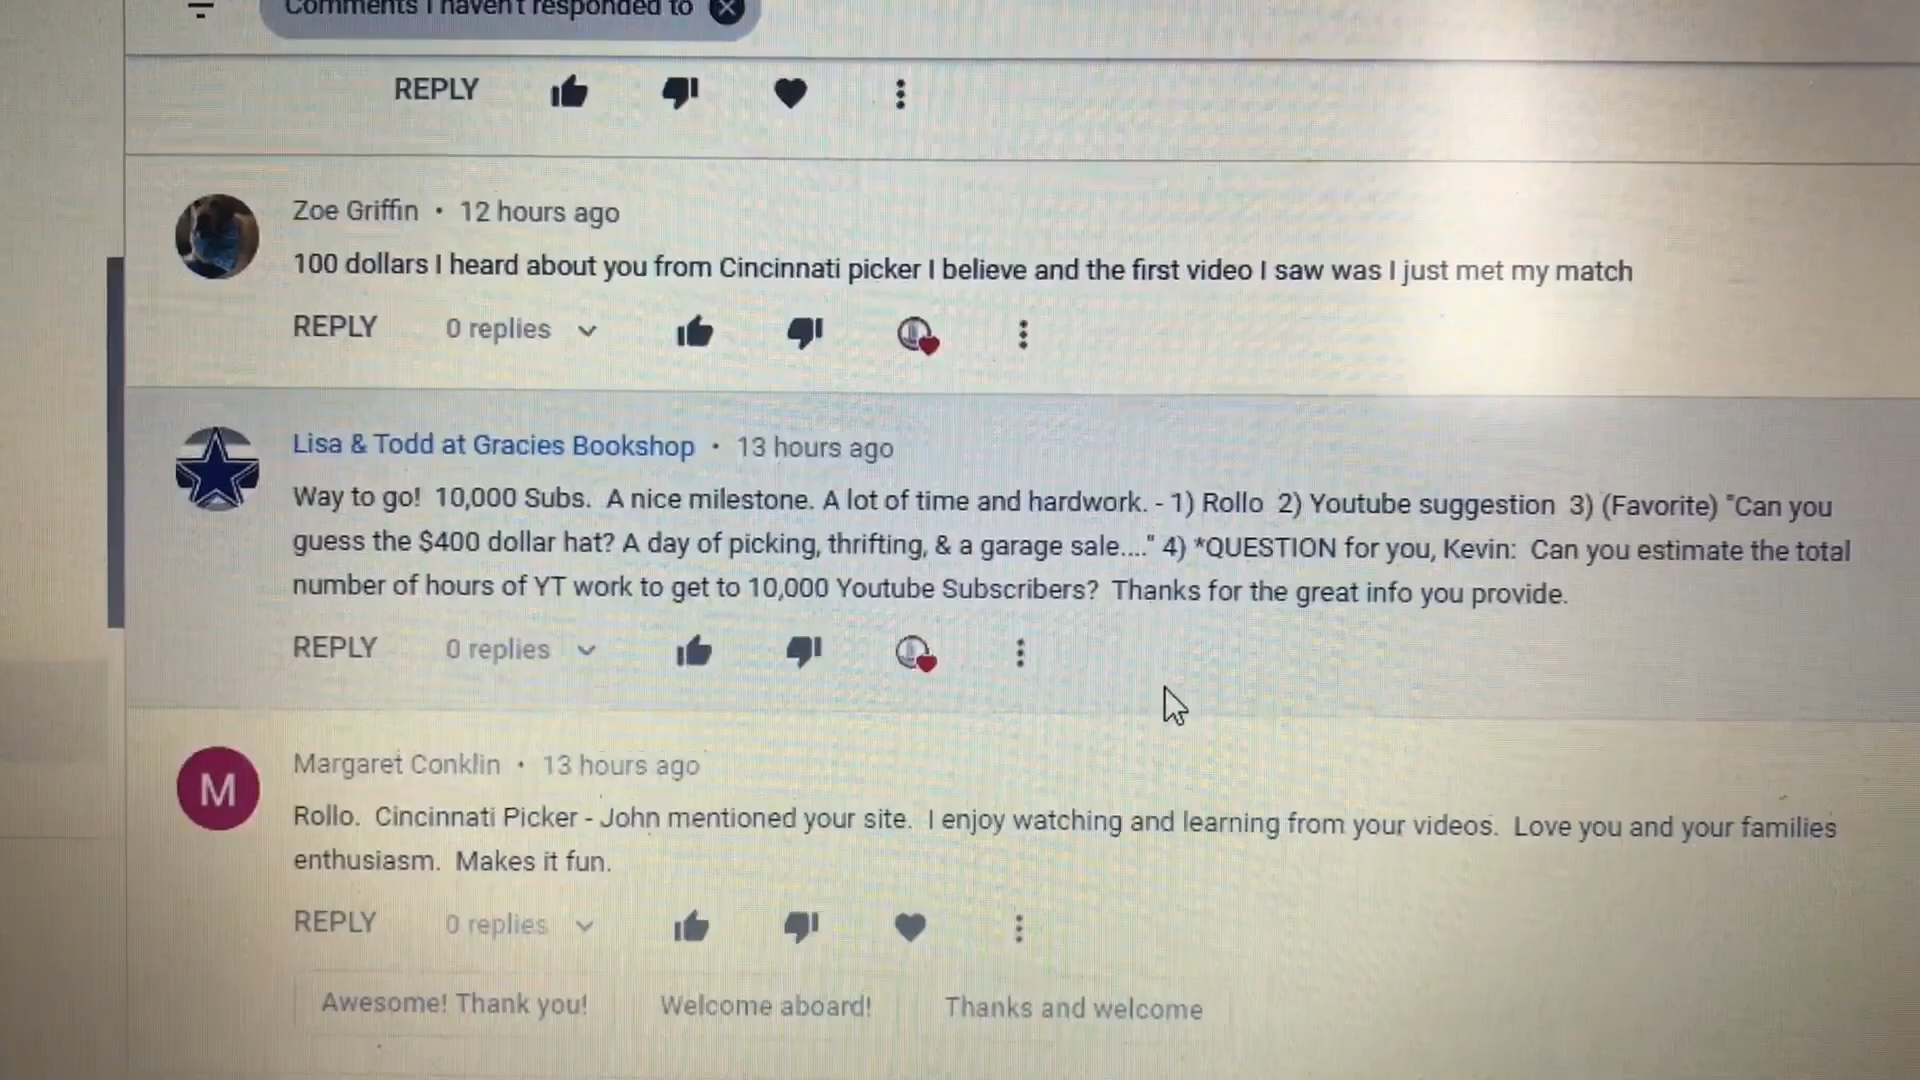 Comments I haven't responded to
REPLY
Zoe Griffin • 12 hours ago
100 dollars I heard about you from Cincinnati picker I believe and the first video I saw was I just met my match
REPLY 0 replies
Lisa & Todd at Gracies Bookshop • 13 hours ago
Way to go!  10,000 Subs.  A nice milestone. A lot of time and hardwork. - 1) Rollo  2) Youtube suggestion  3) (Favorite) "Can you
guess the $400 dollar hat? A day of picking, thrifting, & a garage sale...." 4) *QUESTION for you, Kevin:  Can you estimate the total
number of hours of YT work to get to 10,000 Youtube Subscribers?  Thanks for the great info you provide.
REPLY 0 replies
M
Margaret Conklin • 13 hours ago
Rollo.  Cincinnati Picker - John mentioned your site.  I enjoy watching and learning from your videos.  Love you and your families
enthusiasm.  Makes it fun.
REPLY 0 replies
Awesome! Thank you! Welcome aboard! Thanks and welcome